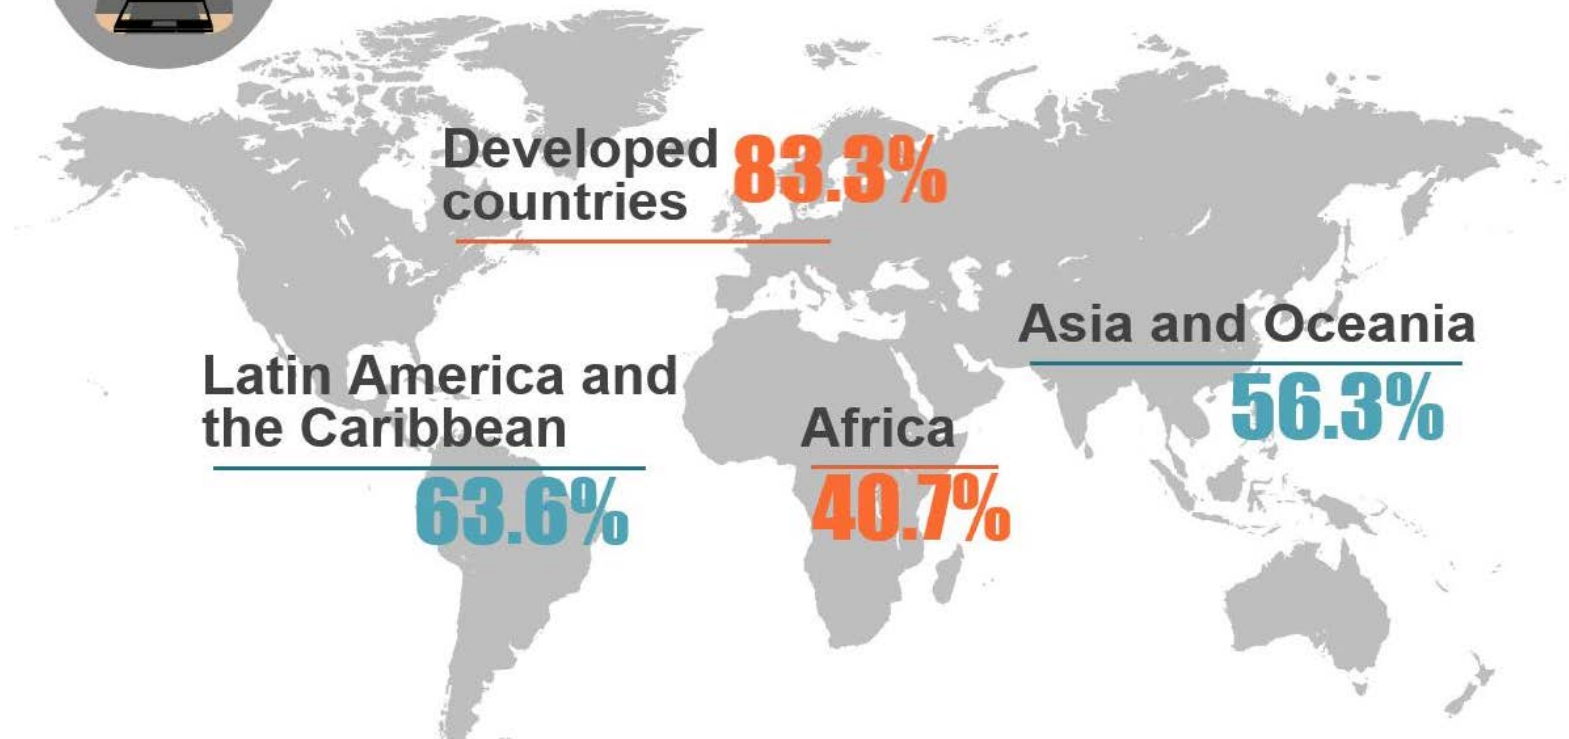 Developed
countries
83.3%
Asia and Oceania
56.3%
Latin America and
the Caribbean
63.6%
Africa
40.7%